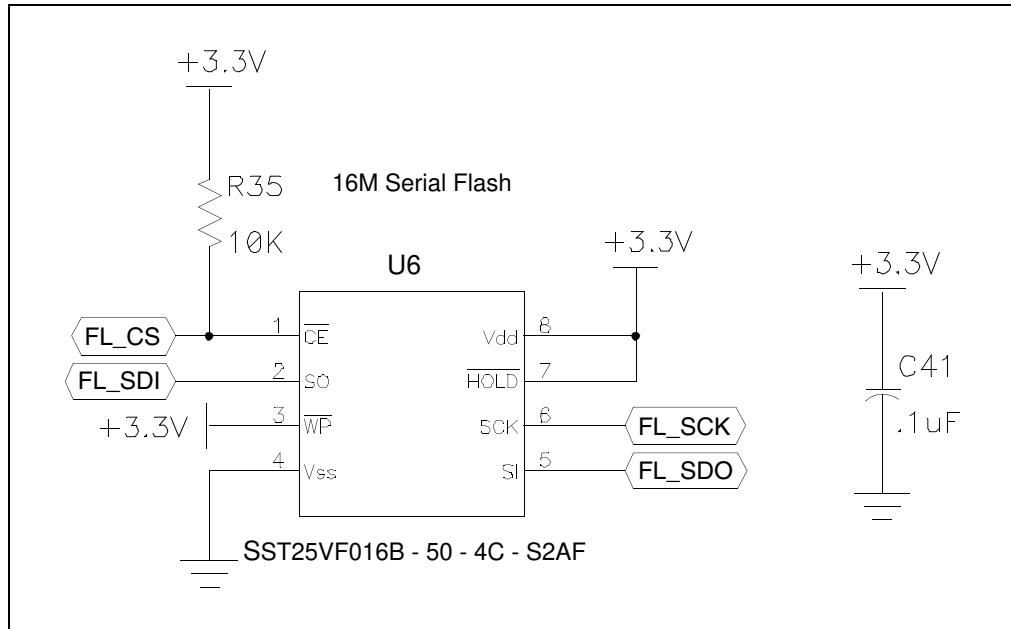 +3.3V
R35
10K
16M Serial Flash
U6
+3.3V
+3.3V
FL_CS
1
CE
Vdd
8
FL_SDI
2
SO
HOLD
7
+3.3V
3
WP
SCK
6
FL_SCK
4
Vss
SI
5
FL_SDO
C41
.1uF
SST25VF016B - 50 - 4C - S2AF